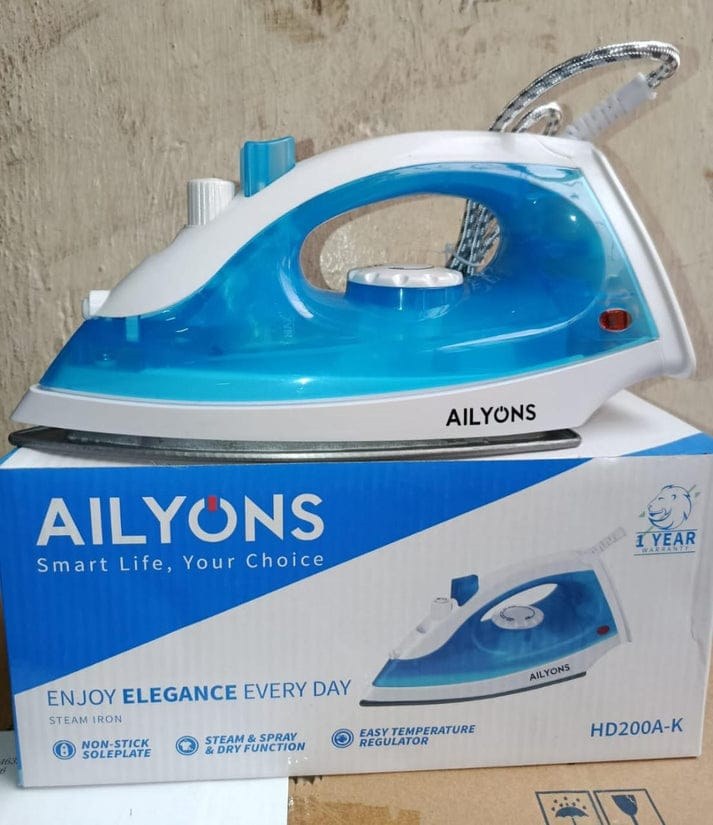 AILYONS
AILYONS
Smart Life, Your Choice
1 YEAR
WARRANTY
AILYONS
ENJOY ELEGANCE EVERY DAY
STEAM IRON
NON-STICK
SOLEPLATE
STEAM & SPRAY
& DRY FUNCTION
EASY TEMPERATURE
REGULATOR
HD200A-K